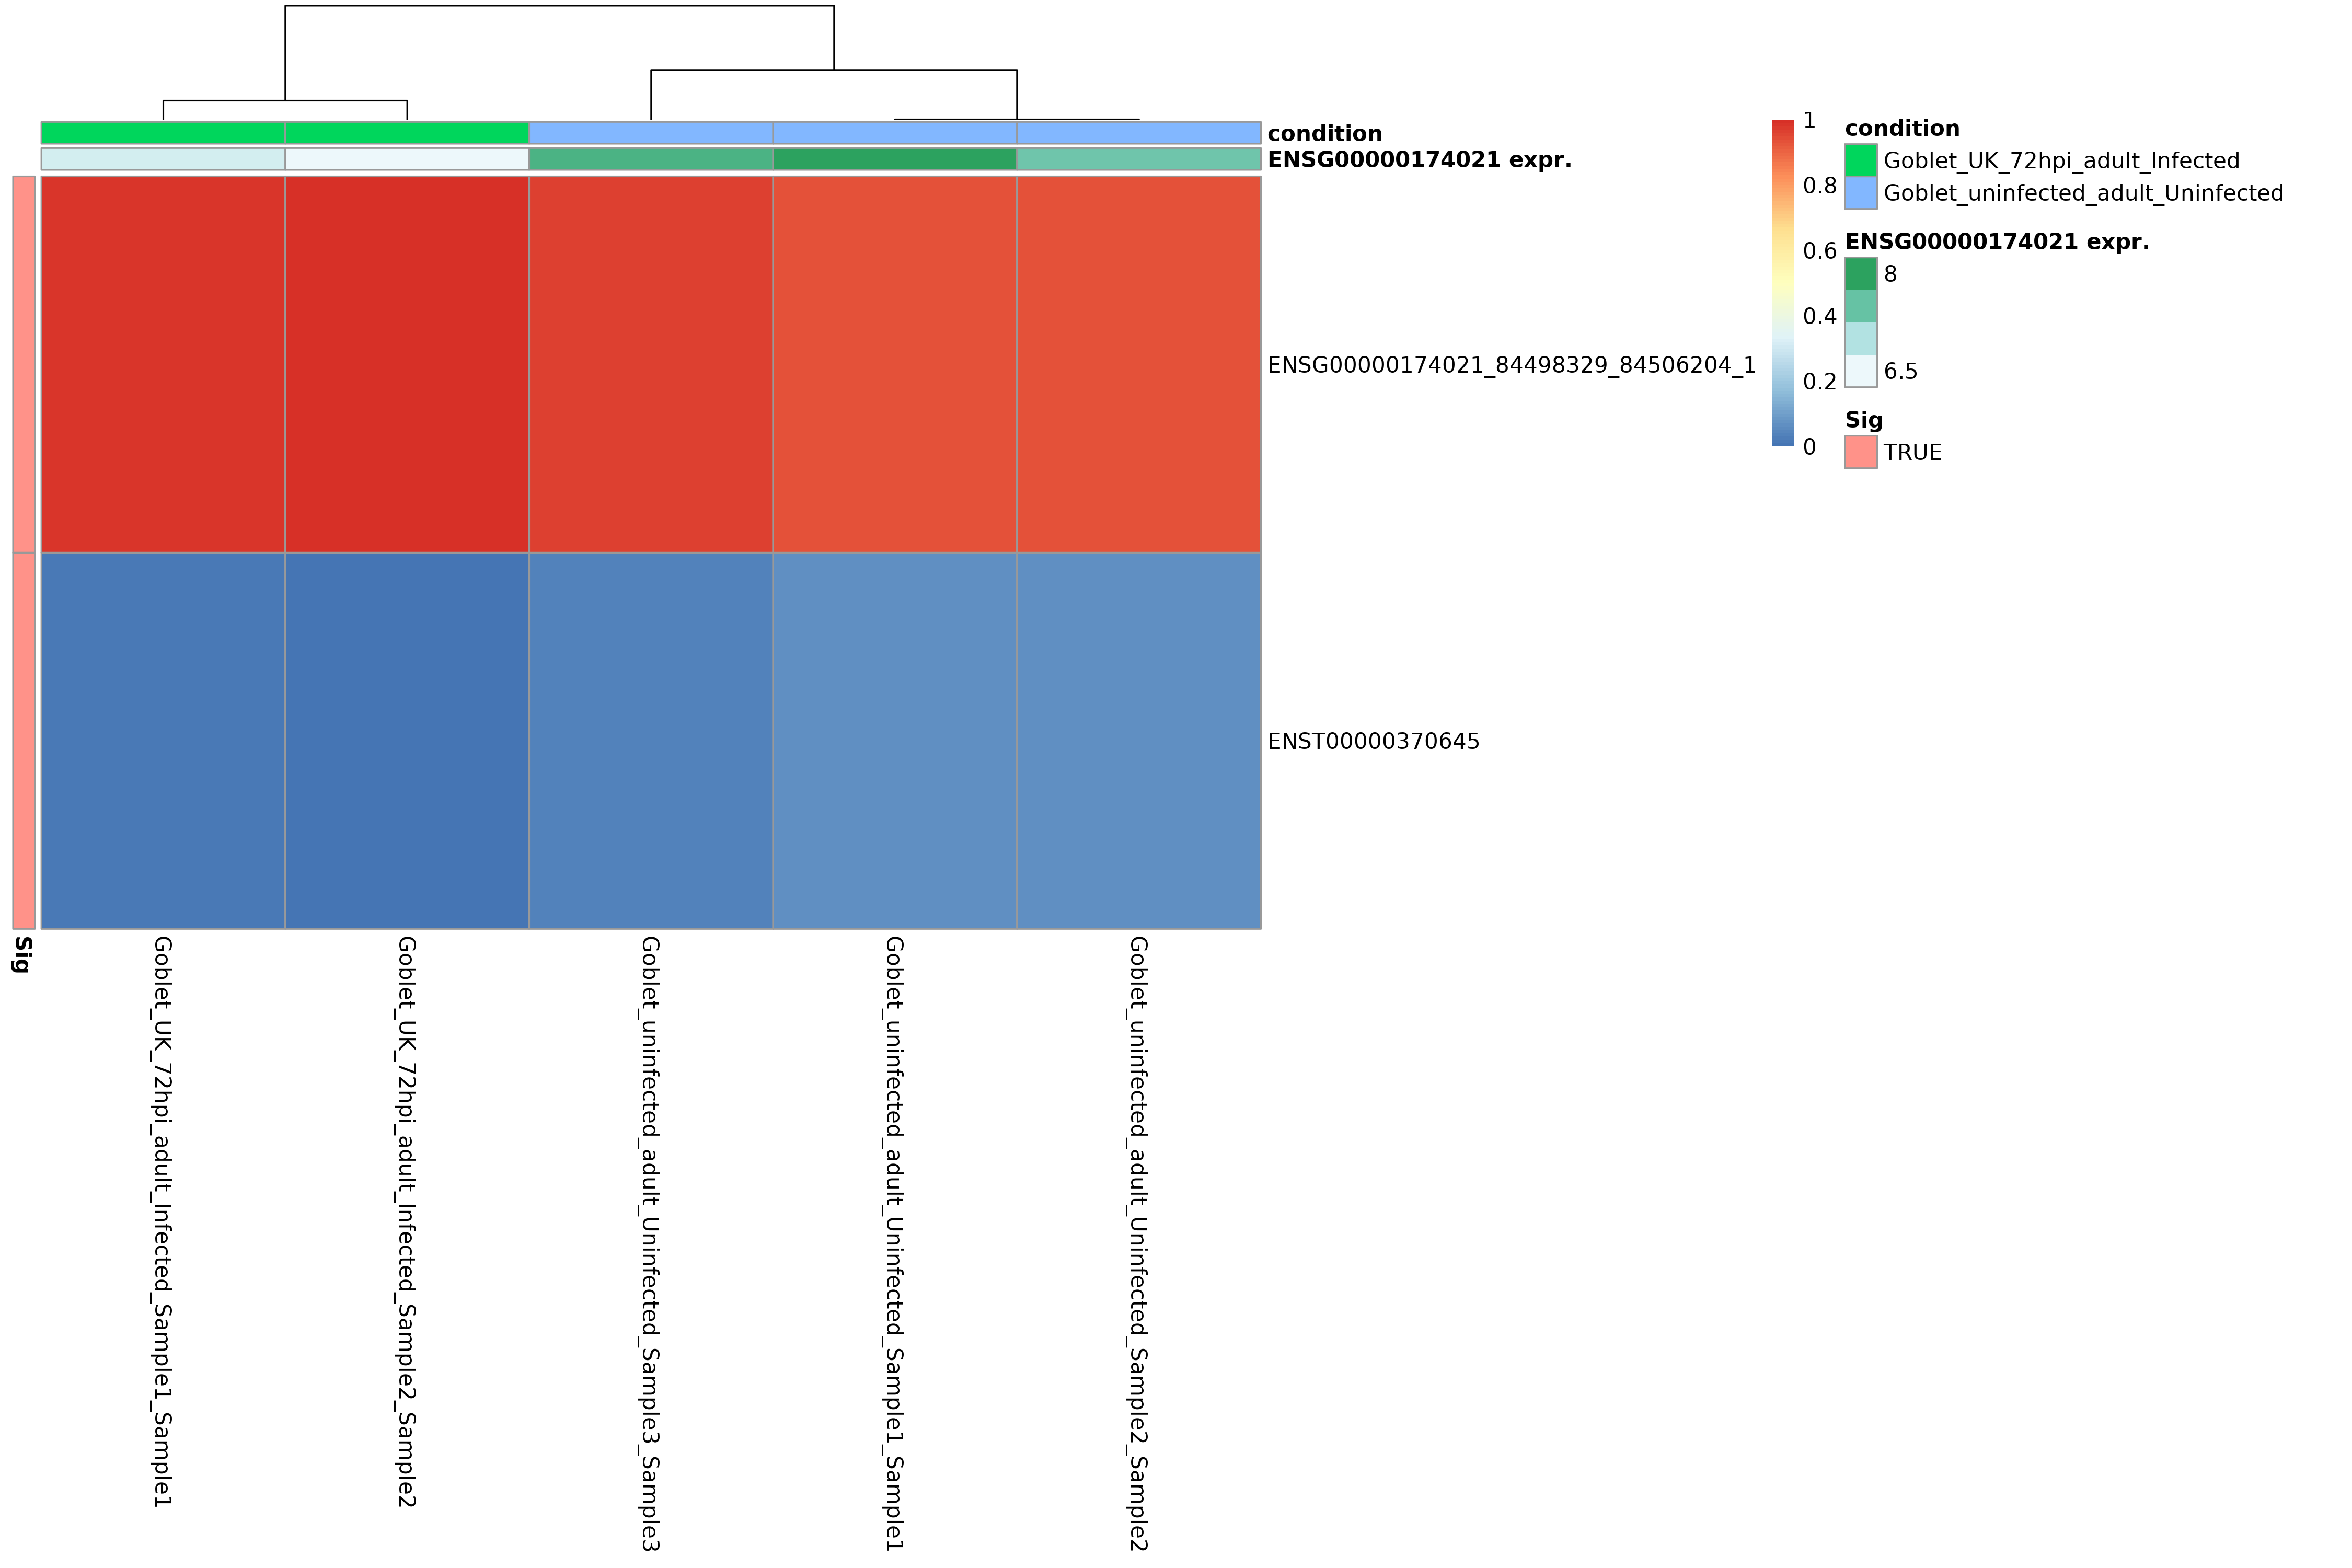 condition
ENSG00000174021 expr.
ENSG00000174021_84498329_84506204_1
ENST00000370645
Sig
Goblet_UK_72hpi_adult_Infected_Sample1_Sample1
Goblet_UK_72hpi_adult_Infected_Sample2_Sample2
Goblet_uninfected_adult_Uninfected_Sample3_Sample3
Goblet_uninfected_adult_Uninfected_Sample1_Sample1
Goblet_uninfected_adult_Uninfected_Sample2_Sample2
1
0.8
0.6
0.4
0.2
0
condition
Goblet_UK_72hpi_adult_Infected
Goblet_uninfected_adult_Uninfected
ENSG00000174021 expr.
8
6.5
Sig
TRUE